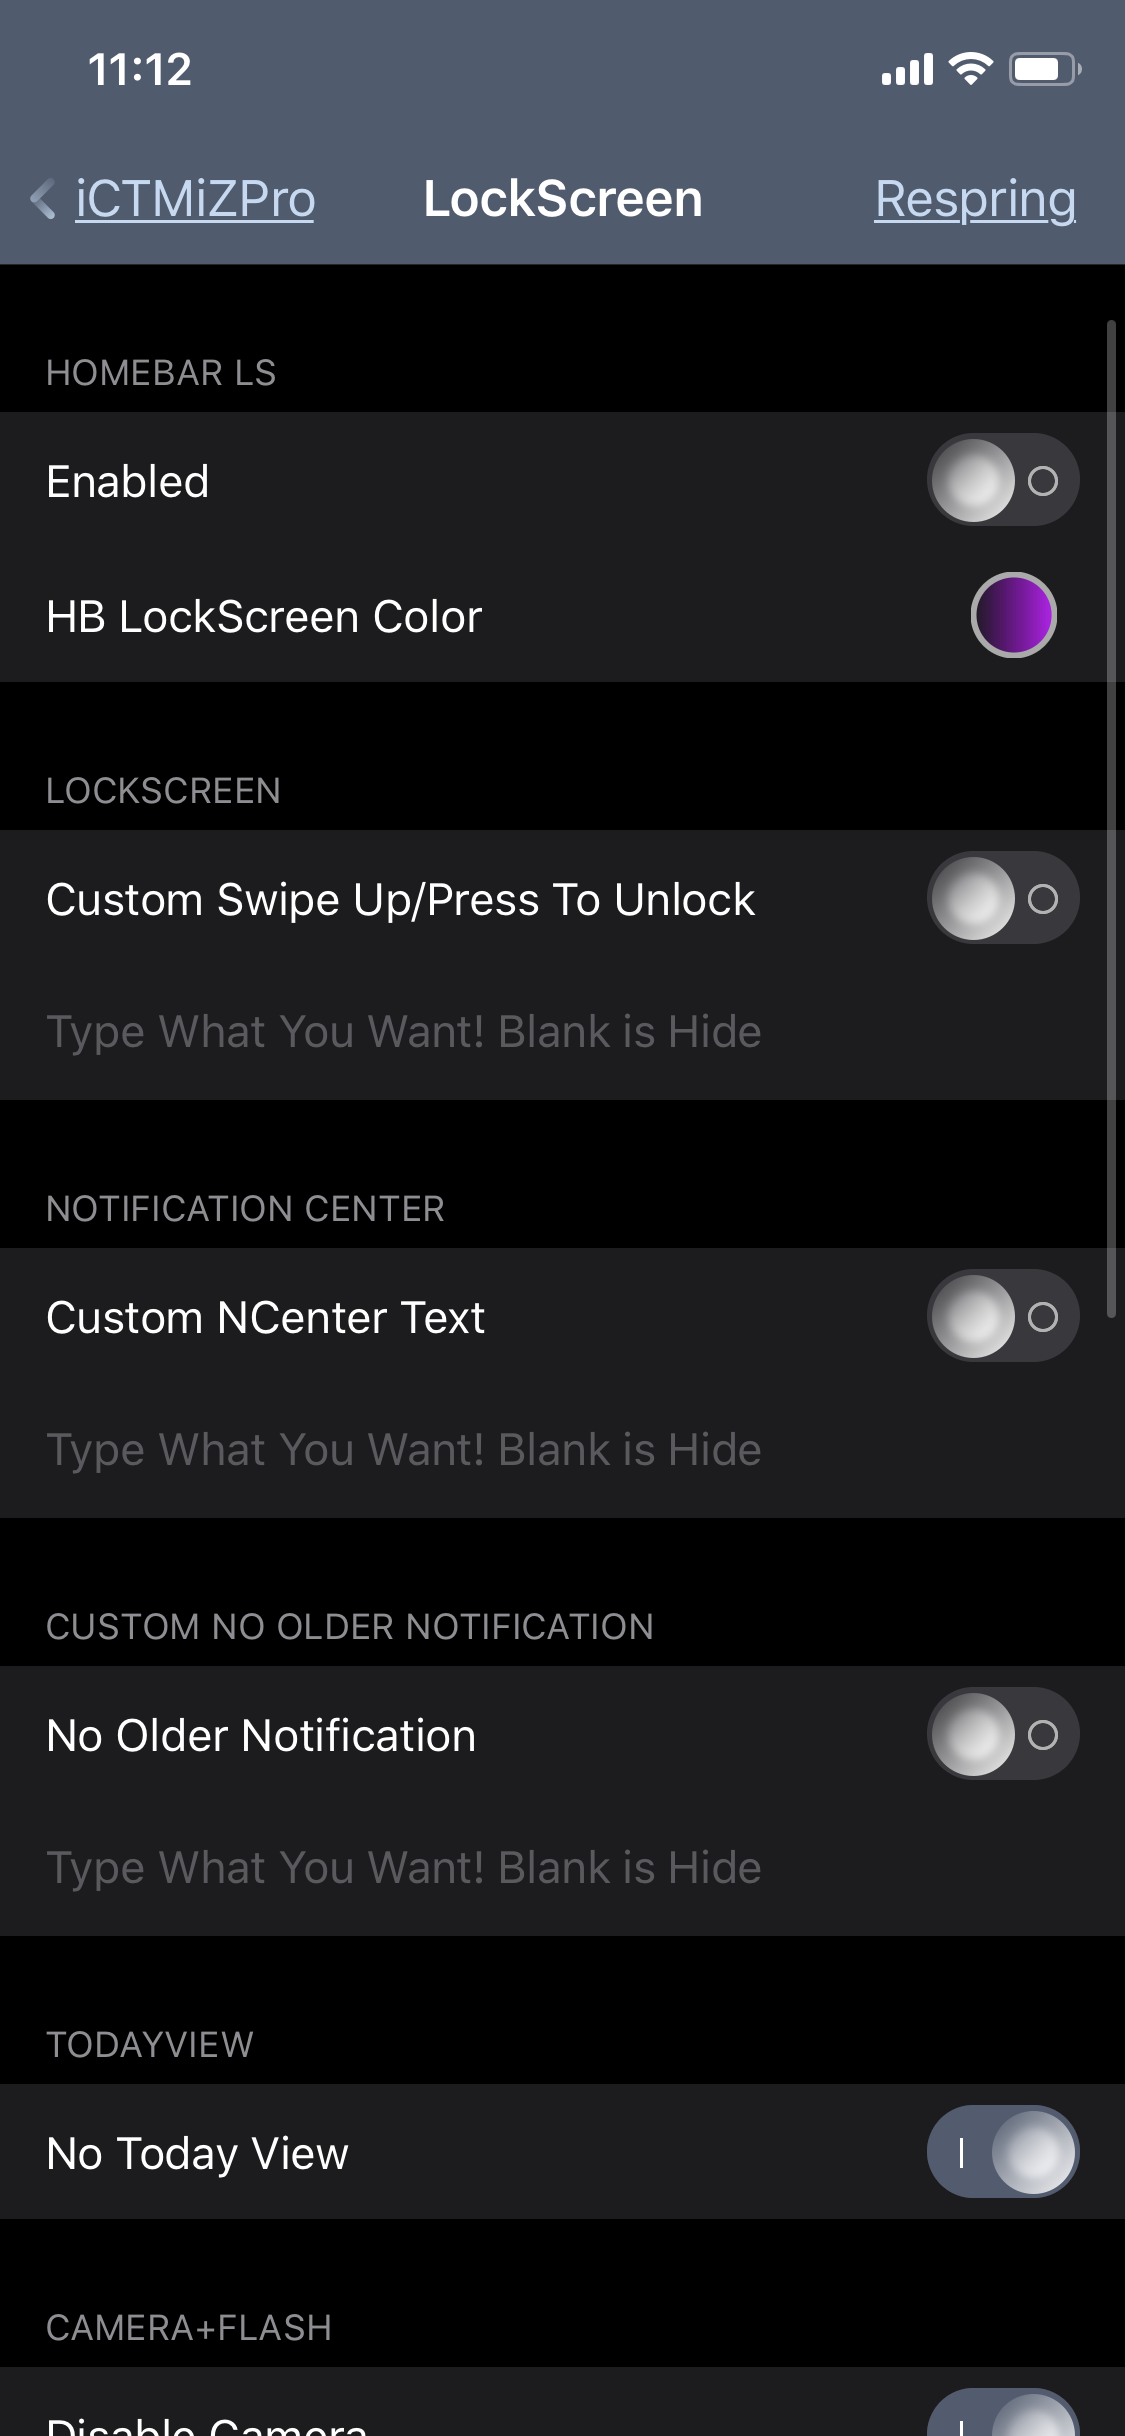 11:12
iCTMiZPro LockScreen Respring
HOMEBAR LS
Enabled
HB LockScreen Color
LOCKSCREEN
Custom Swipe Up/Press To Unlock
Type What You Want! Blank is Hide
NOTIFICATION CENTER
Custom NCenter Text
Type What You Want! Blank is Hide
CUSTOM NO OLDER NOTIFICATION
No Older Notification
Type What You Want! Blank is Hide
TODAYVIEW
No Today View
CAMERA+FLASH
Disable Camera